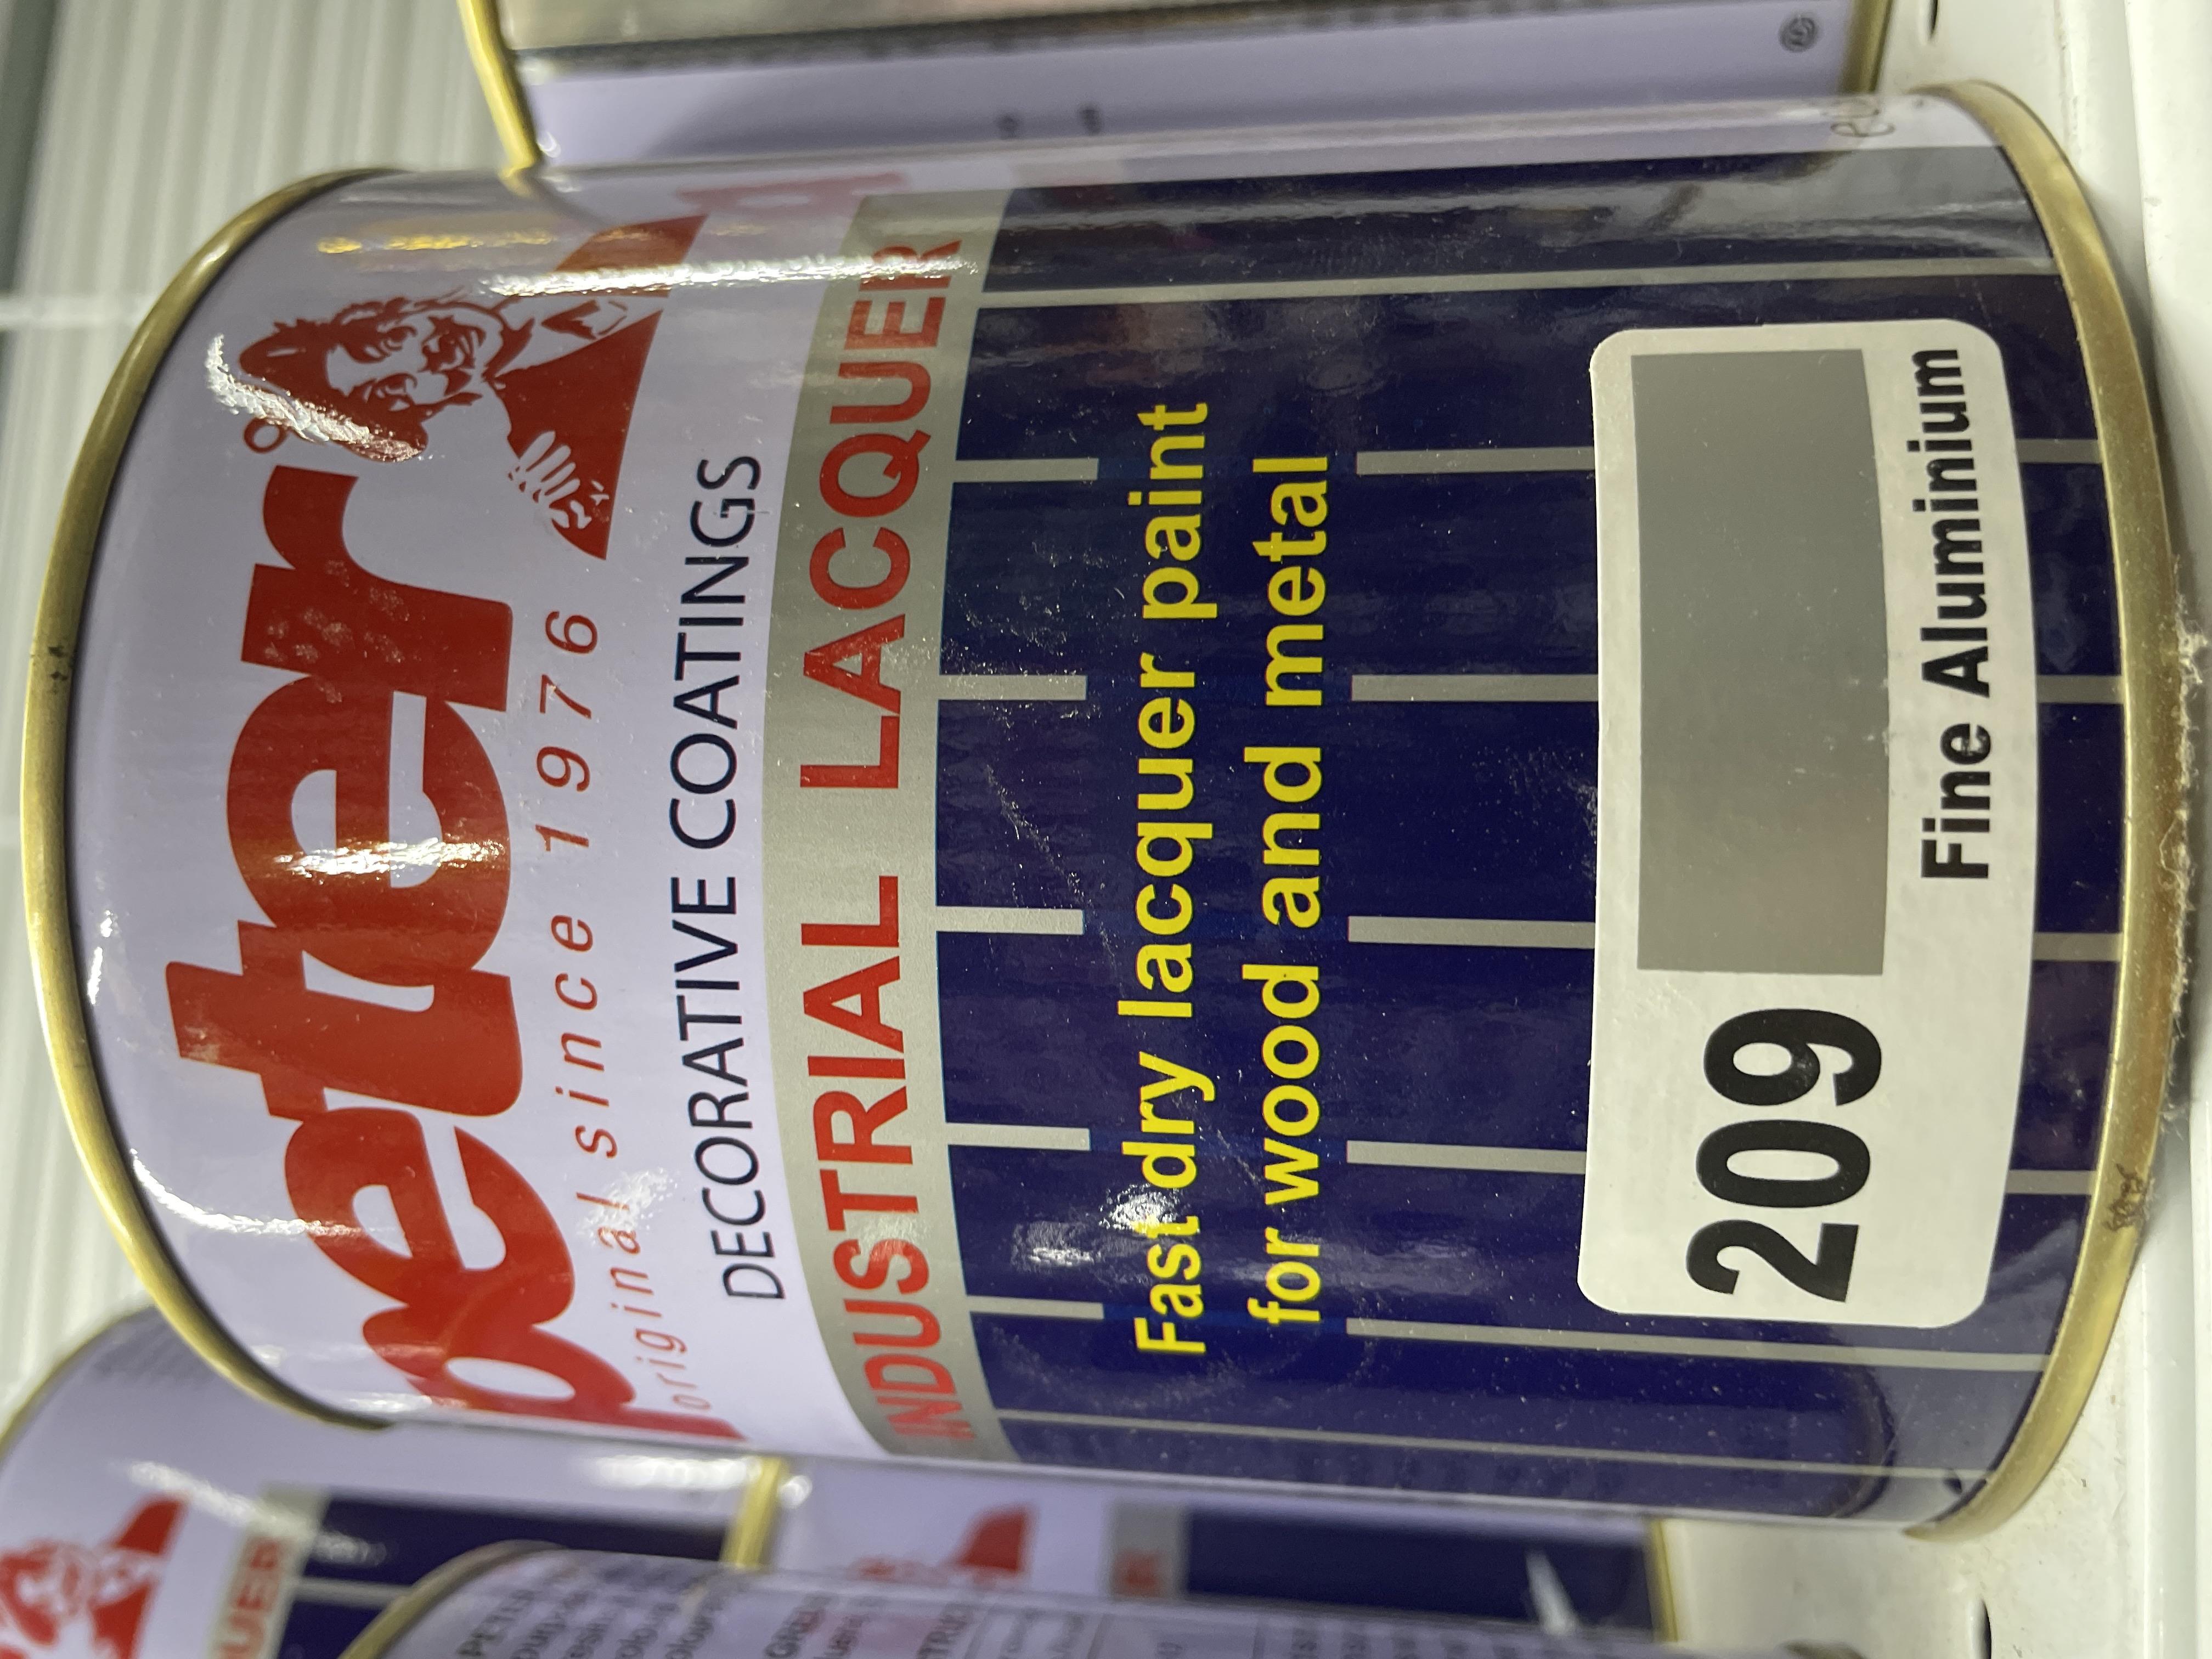 peter
original since 1976
DECORATIVE COATINGS
INDUSTRIAL LACQUER
Fast dry lacquer paint
for wood and metal
209
Fine Aluminium